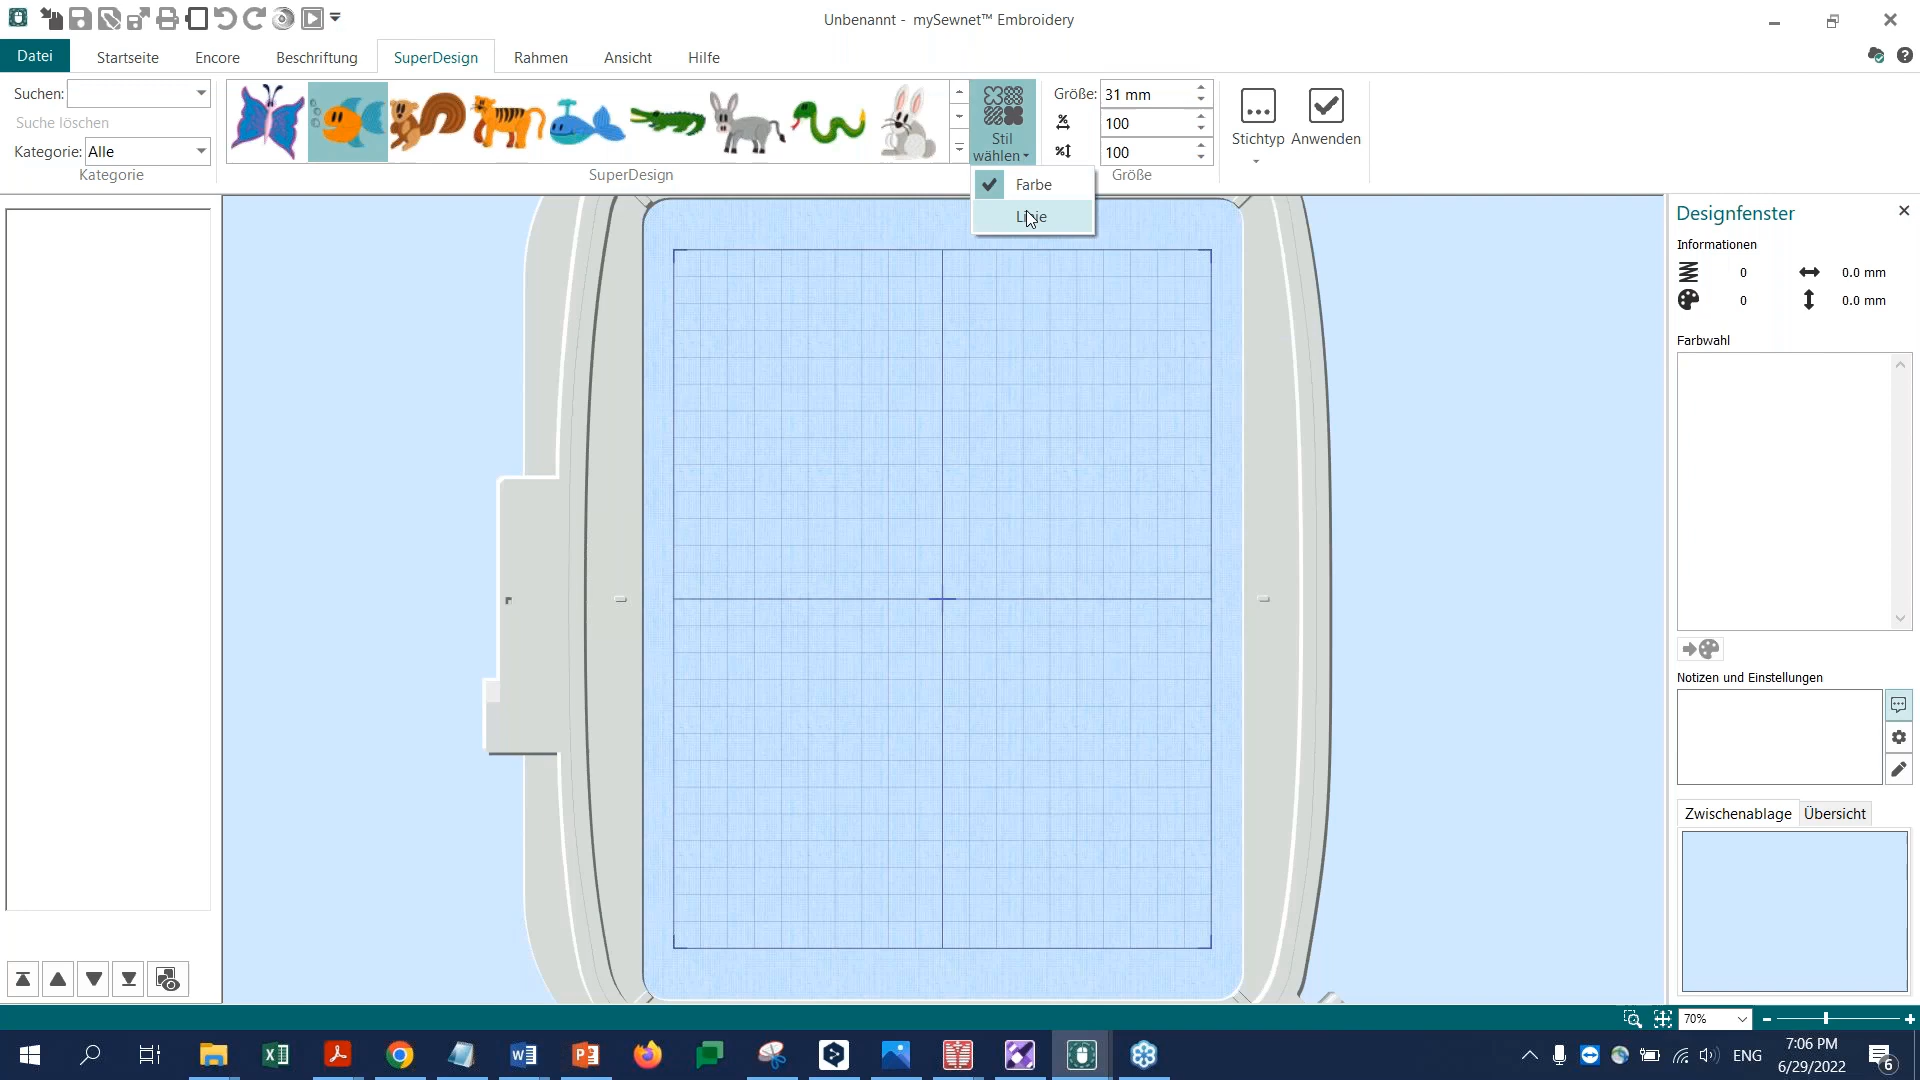 Unbenannt - mySewnet™ Embroidery
Datei Startseite Encore Beschriftung SuperDesign Rahmen Ansicht Hilfe
Suchen:
Suche löschen
Kategorie: Alle
Kategorie
SuperDesign
Stil
wählen
Größe: 31 mm
% 100
% 100
Größe
Stichtyp
Anwenden
Farbe
Linie
Designfenster
Informationen
0 0.0 mm
0 0.0 mm
Farbwahl
Notizen und Einstellungen
Zwischenablage Übersicht
70%
ENG
7:06 PM
6/29/2022
6